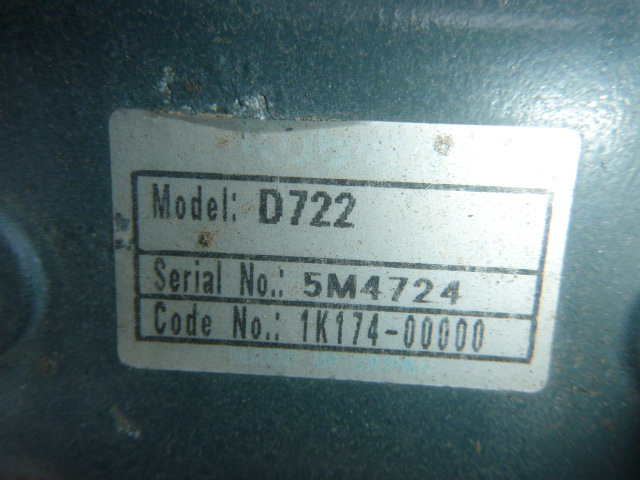 Model: D722
Serial No.: 5M4724
Code No.: 1K174-00000